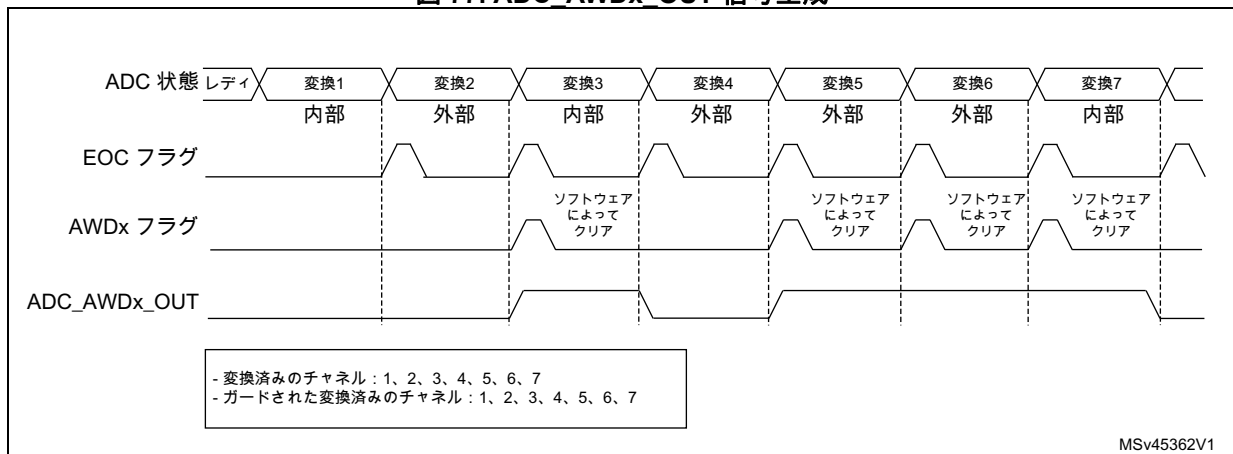 ADC 状態 レディ 変換1 変換2 変換3 変換4 変換5 変換6 変換7
内部 外部 内部 外部 外部 外部 内部
EOC フラグ
AWDx フラグ
ソフトウェア
によって
クリア
ソフトウェア
によって
クリア
ソフトウェア
によって
クリア
ソフトウェア
によって
クリア
ADC_AWDx_OUT
- 変換済みのチャネル：1、2、3、4、5、6、7
- ガードされた変換済みのチャネル：1、2、3、4、5、6、7
MSv45362V1